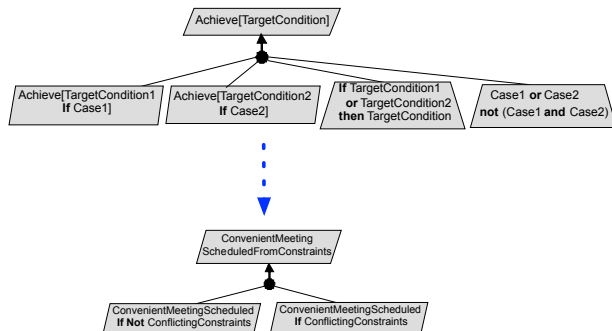 Achieve[TargetCondition]
Achieve[TargetCondition1
If Case1]
Achieve[TargetCondition2
If Case2]
If TargetCondition1
or TargetCondition2
then TargetCondition
Case1 or Case2
not (Case1 and Case2)
ConvenientMeeting
ScheduledFromConstraints
ConvenientMeetingScheduled
If Not ConflictingConstraints
ConvenientMeetingScheduled
If ConflictingConstraints